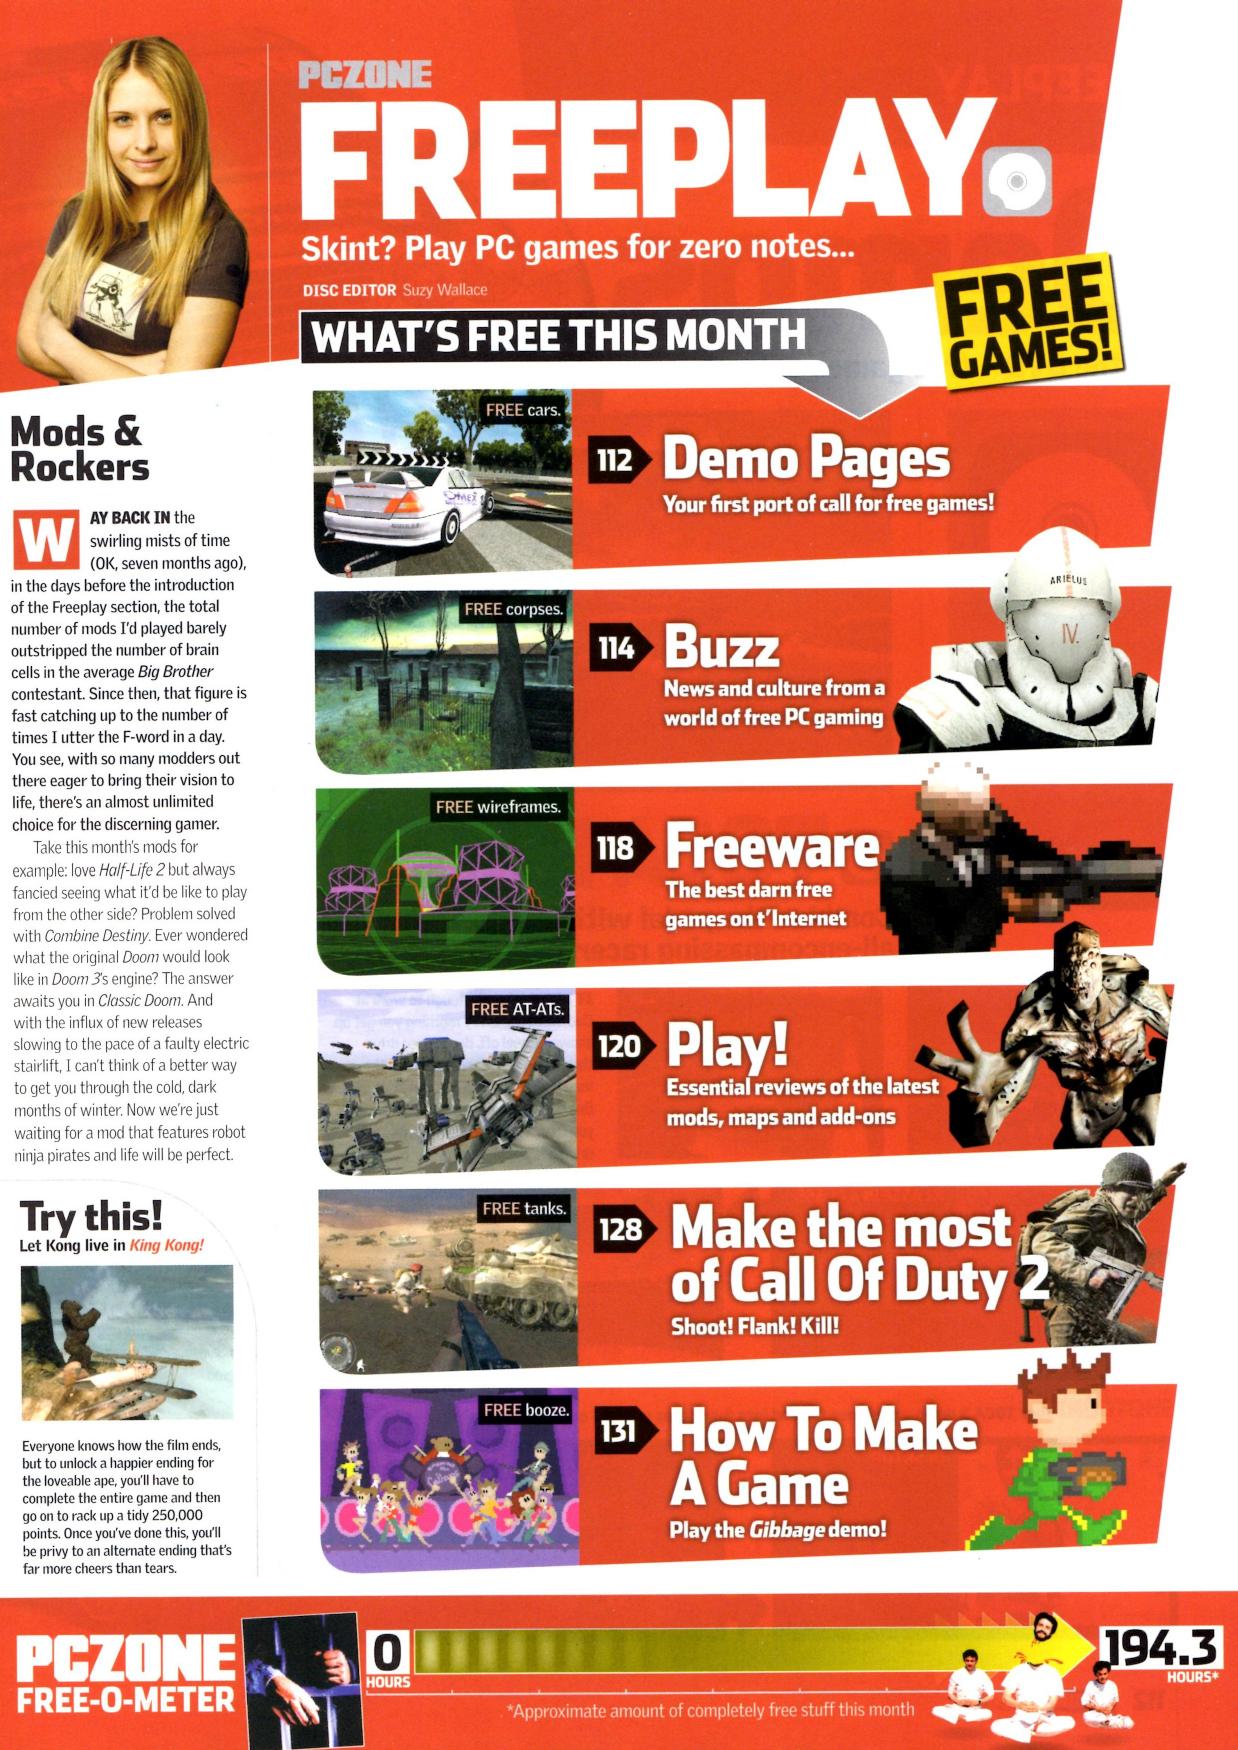 PCZONE
FREEPLAY
Skint? Play PC games for zero notes...
DISC EDITOR Suzy Wallace
WHAT'S FREE THIS MONTH
FREE
GAMES!
Mods &
Rockers
WAY BACK IN the
swirling mists of time
(OK, seven months ago),
in the days before the introduction
of the Freeplay section, the total
number of mods I'd played barely
outstripped the number of brain
cells in the average Big Brother
contestant. Since then, that figure is
fast catching up to the number of
times I utter the F-word in a day.
You see, with so many modders out
there eager to bring their vision to
life, there's an almost unlimited
choice for the discerning gamer.
Take this month's mods for
example: love Half-Life 2 but always
fancied seeing what it'd be like to play
from the other side? Problem solved
with Combine Destiny. Ever wondered
what the original Doom would look
like in Doom 3's engine? The answer
awaits you in Classic Doom. And
with the influx of new releases
slowing to the pace of a faulty electric
stairlift, I can't think of a better way
to get you through the cold, dark
months of winter. Now we're just
waiting for a mod that features robot
ninja pirates and life will be perfect.
Try this!
Let Kong live in King Kong!
Everyone knows how the film ends,
but to unlock a happier ending for
the loveable ape, you'll have to
complete the entire game and then
go on to rack up a tidy 250,000
points. Once you've done this, you'll
be privy to an alternate ending that's
far more cheers than tears.
FREE cars.
112
Demo Pages
Your first port of call for free games!
FREE corpses.
114
Buzz
News and culture from a
world of free PC gaming
ARIELUS
IV.
FREE wireframes.
118
Freeware
The best darn free
games on t'Internet
FREE AT-ATs.
120
Play!
Essential reviews of the latest
mods, maps and add-ons
FREE tanks.
128
Make the most
of Call Of Duty 2
Shoot! Flank! Kill!
FREE booze.
131
How To Make
A Game
Play the Gibbage demo!
PCZONE
FREE-O-METER
0
HOURS
194.3
HOURS*
*Approximate amount of completely free stuff this month